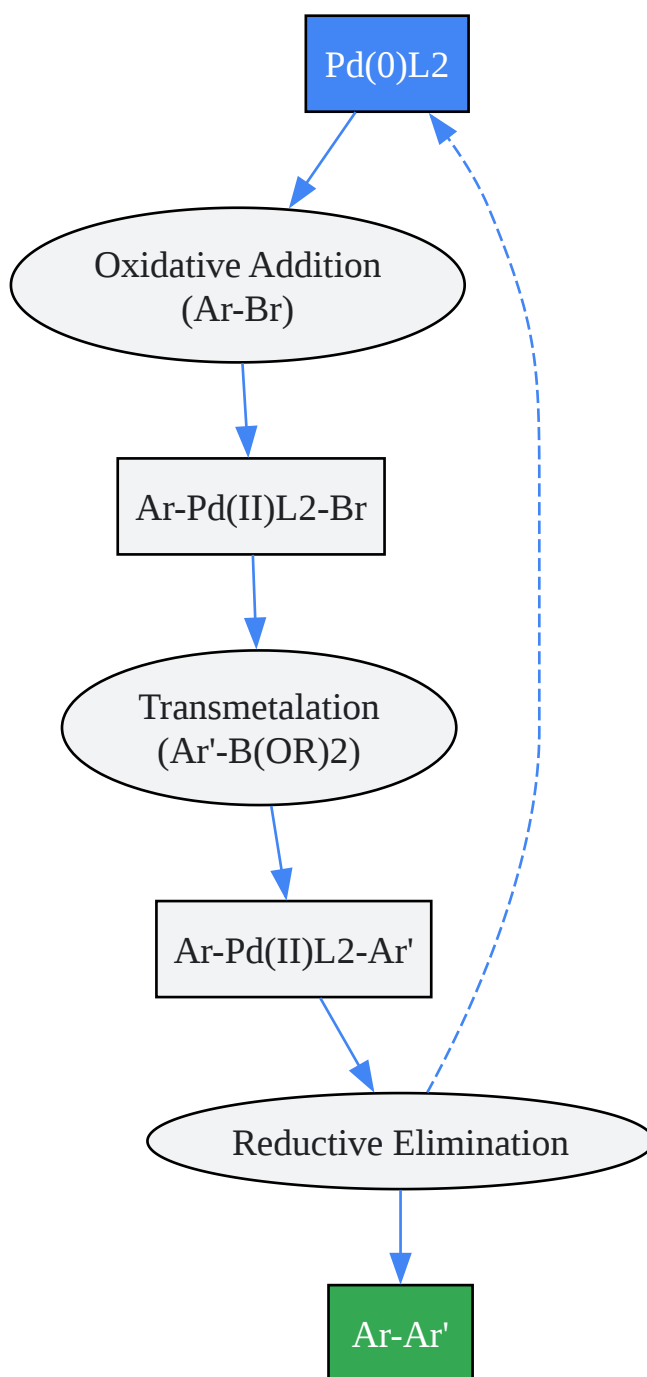 Pd(0)L2
Oxidative Addition
(Ar-Br)
Ar-Pd(II)L2-Br
Transmetalation
(Ar'-B(OR)2)
Ar-Pd(II)L2-Ar'
Reductive Elimination
Ar-Ar'